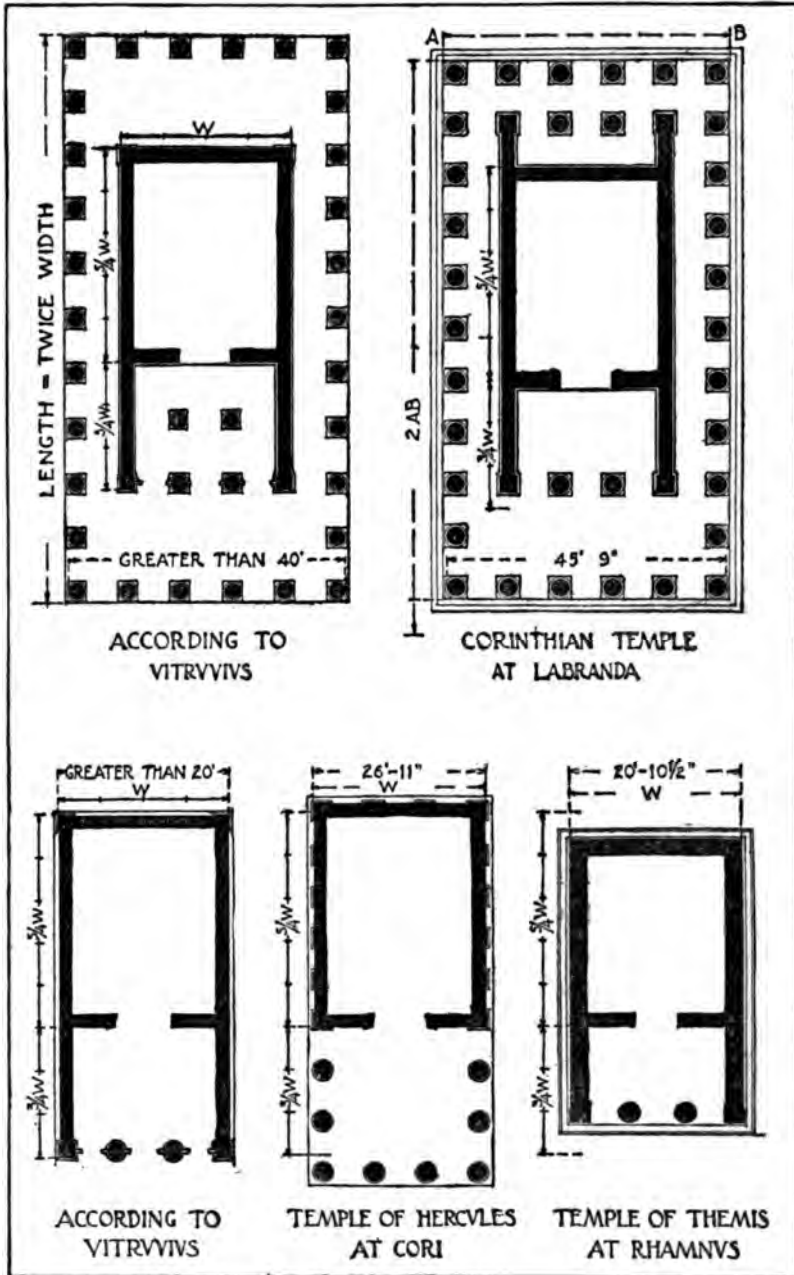 A
B
W
LENGTH = TWICE WIDTH
5/4 W
3/4 W
GREATER THAN 40'
2 AB
5/4 W
3/4 W
45' 9"
ACCORDING TO
VITRVVIVS
CORINTHIAN TEMPLE
AT LABRANDA
GREATER THAN 20'
W
5/4 W
3/4 W
26'-11"
W
5/4 W
3/4 W
20'-10½"
W
5/4 W
3/4 W
ACCORDING TO
VITRVVIVS
TEMPLE OF HERCVLES
AT CORI
TEMPLE OF THEMIS
AT RHAMNVS